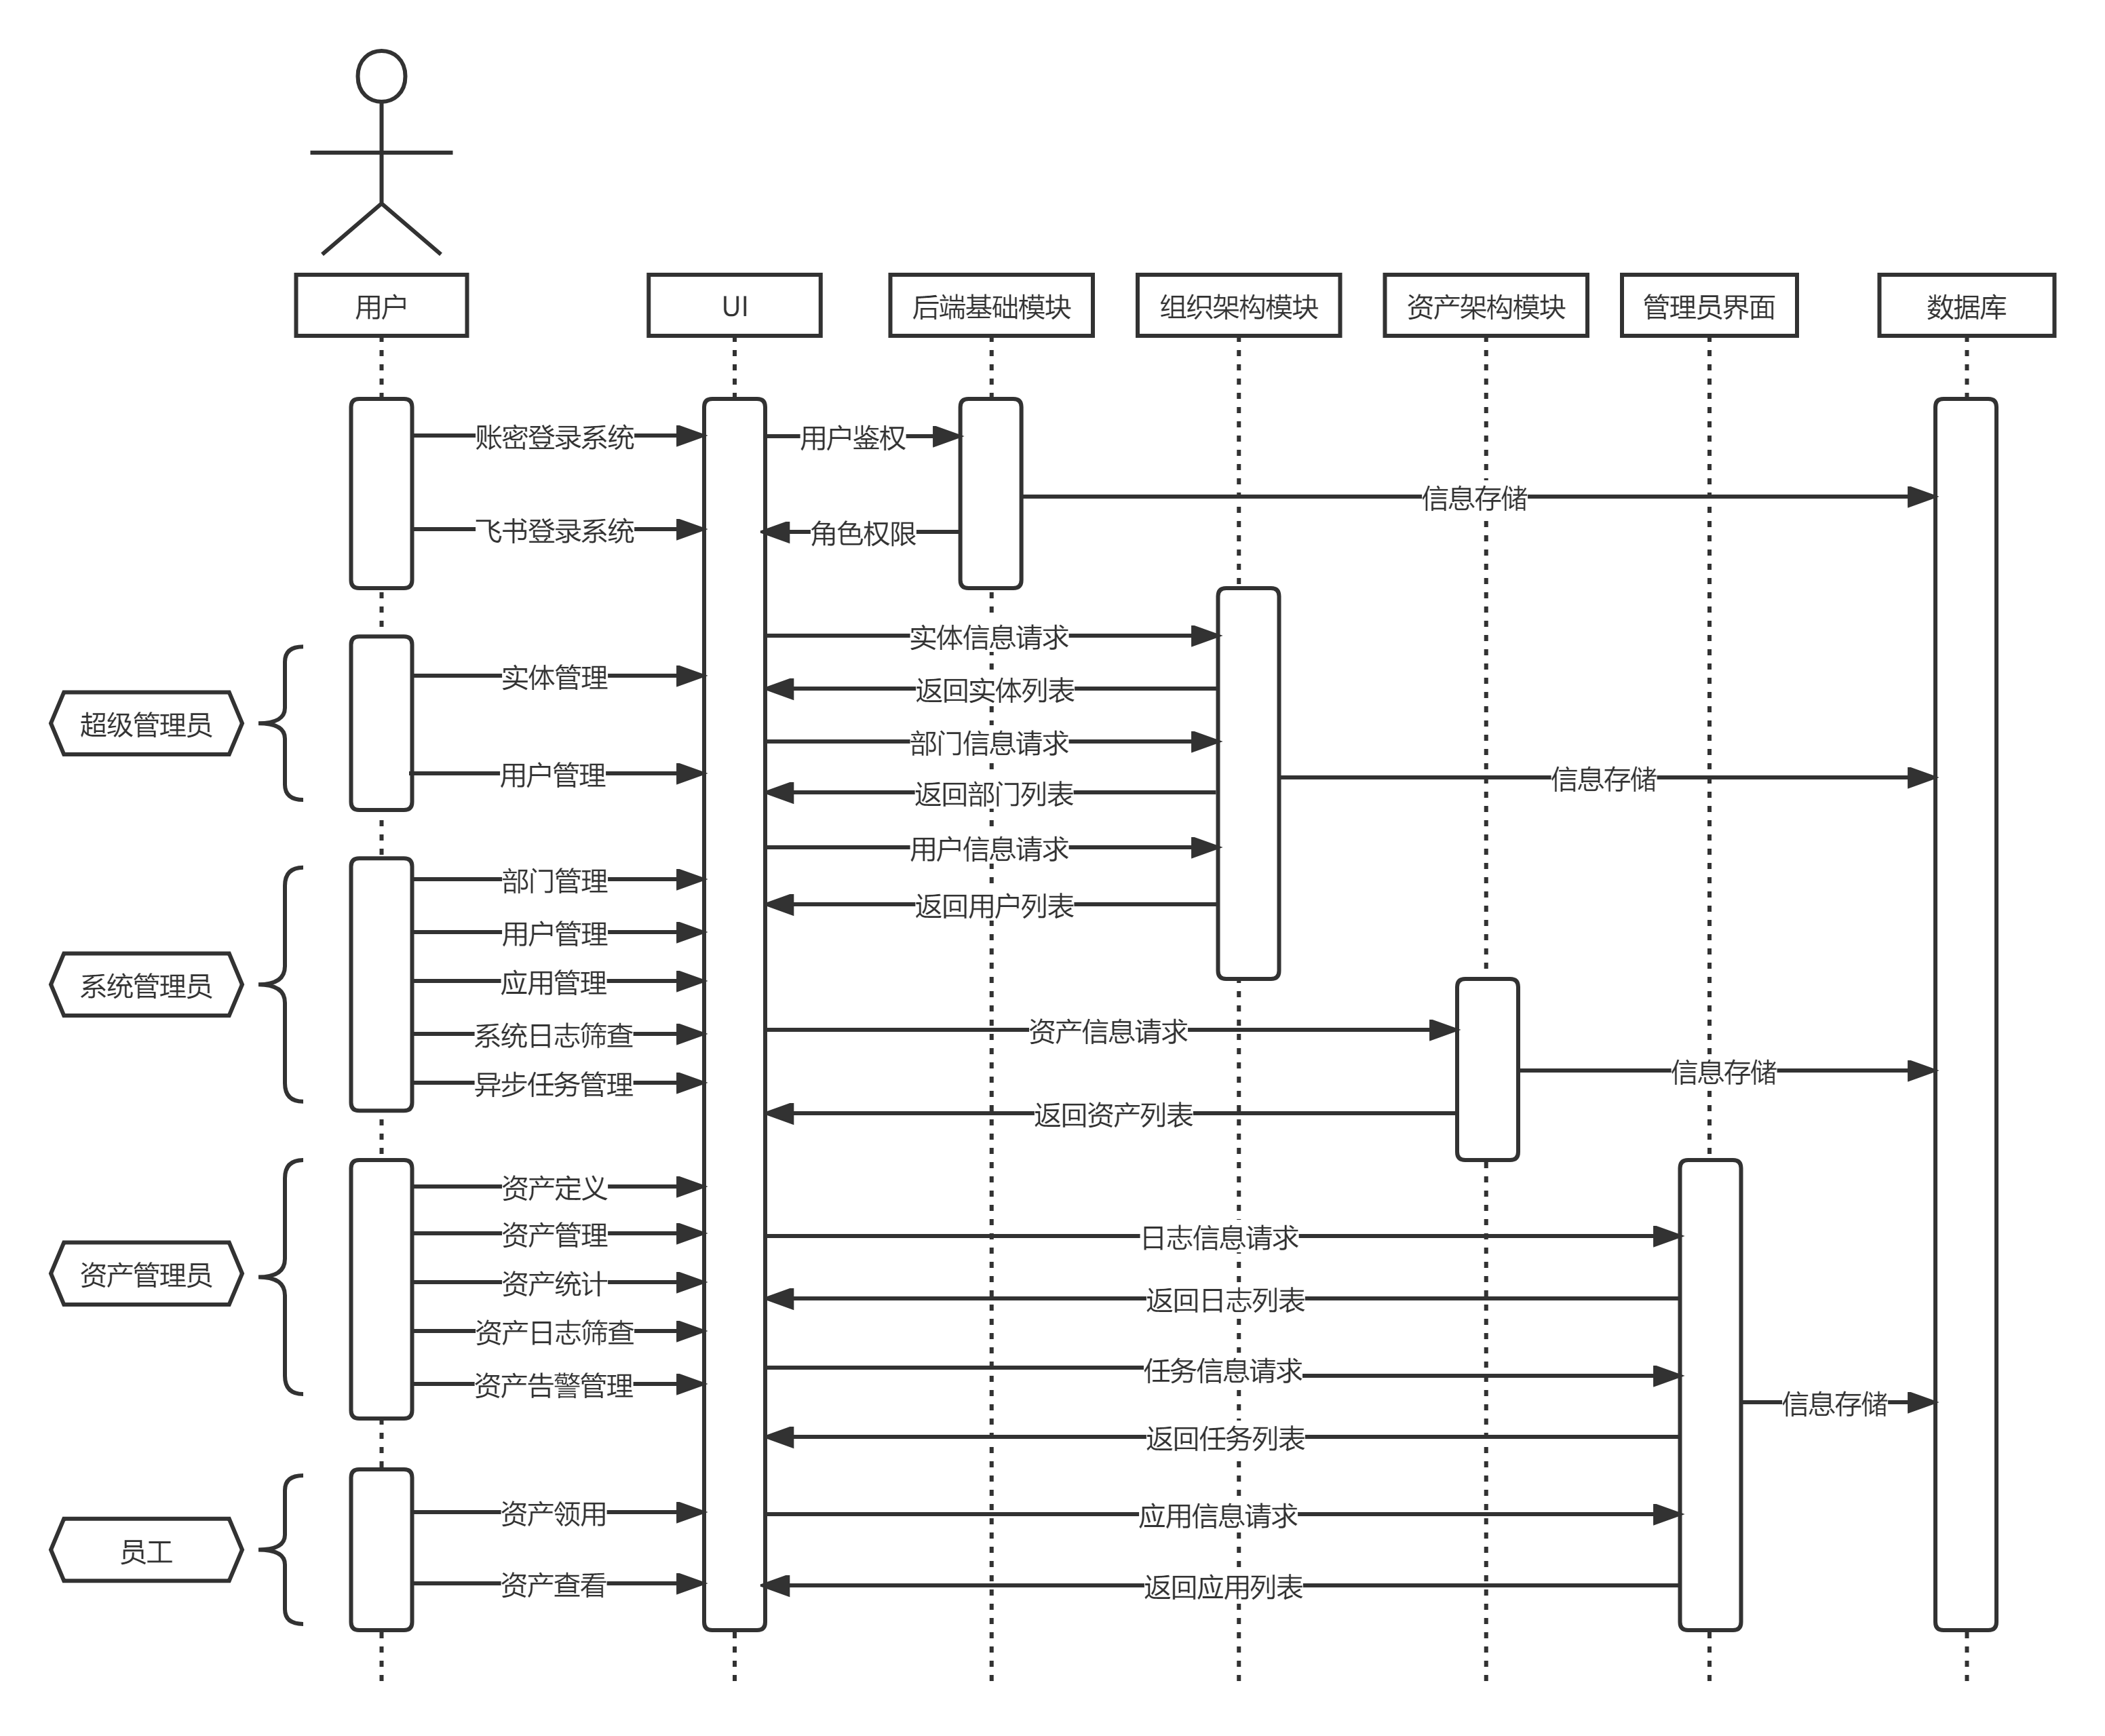 用户
UI
后端基础模块
组织架构模块
资产架构模块
管理员界面
数据库
账密登录系统
用户鉴权
信息存储
飞书登录系统
角色权限
实体信息请求
实体管理
返回实体列表
超级管理员
部门信息请求
用户管理
信息存储
返回部门列表
用户信息请求
部门管理
返回用户列表
用户管理
应用管理
系统管理员
资产信息请求
系统日志筛查
信息存储
异步任务管理
返回资产列表
资产定义
资产管理
日志信息请求
资产管理员
资产统计
返回日志列表
资产日志筛查
任务信息请求
资产告警管理
信息存储
返回任务列表
资产领用
应用信息请求
员工
资产查看
返回应用列表